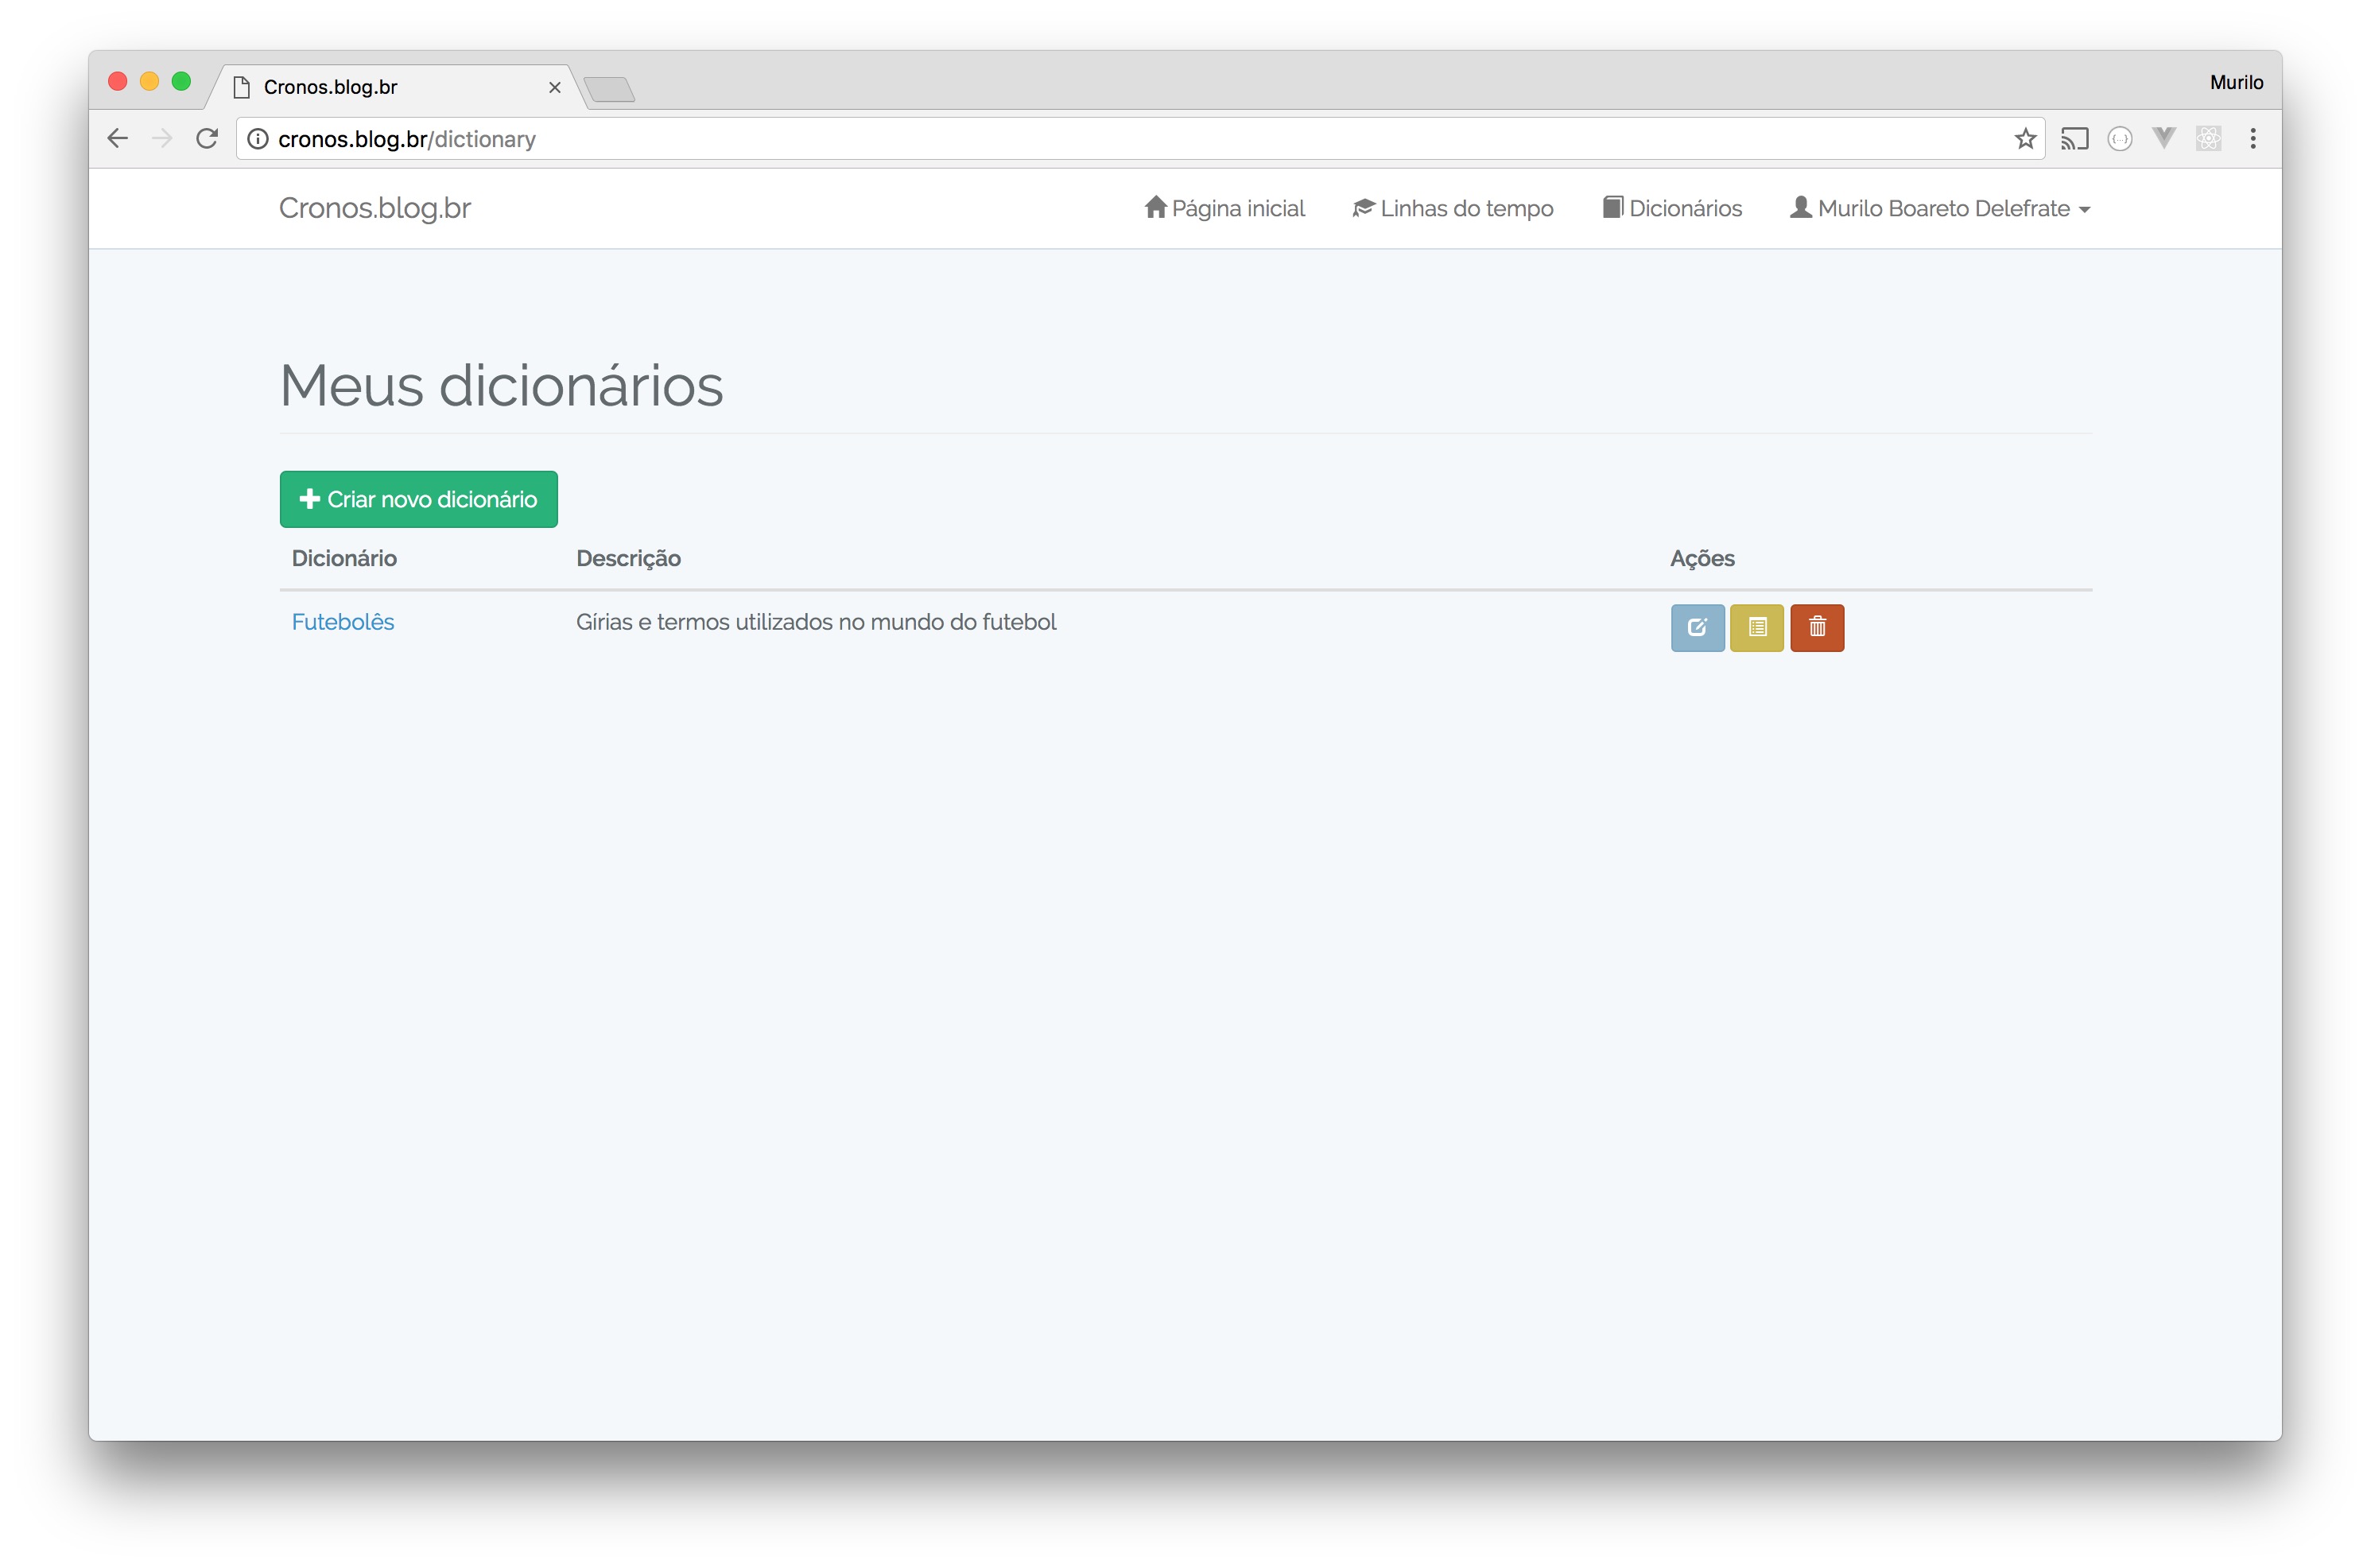 Cronos.blog.br
Murilo
cronos.blog.br/dictionary
Cronos.blog.br Página inicial Linhas do tempo Dicionários Murilo Boareto Delefrate
Meus dicionários
Criar novo dicionário
Dicionário Descrição Ações
Futebolês Gírias e termos utilizados no mundo do futebol